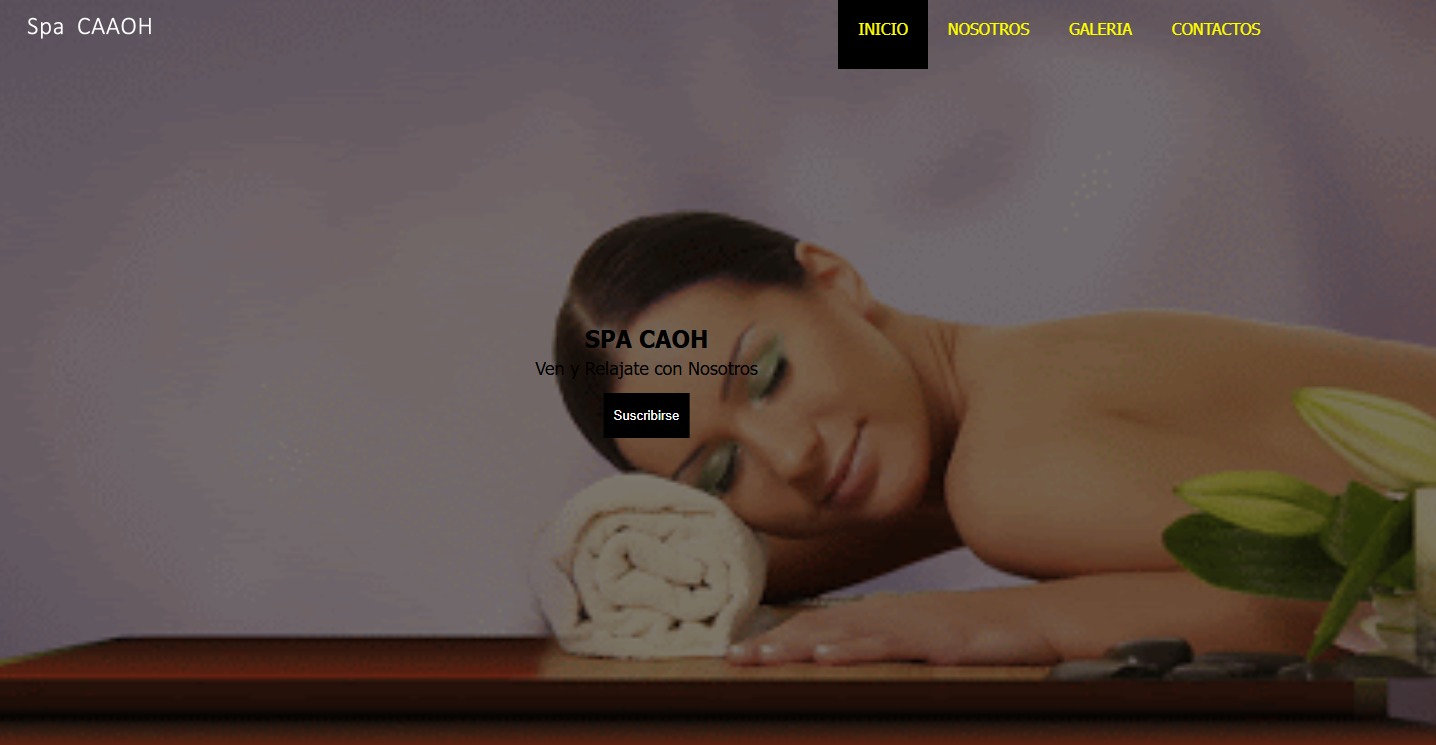 Spa CAAOH
INICIO NOSOTROS GALERIA CONTACTOS
SPA CAOH
Ven y Relajate con Nosotros
Suscribirse